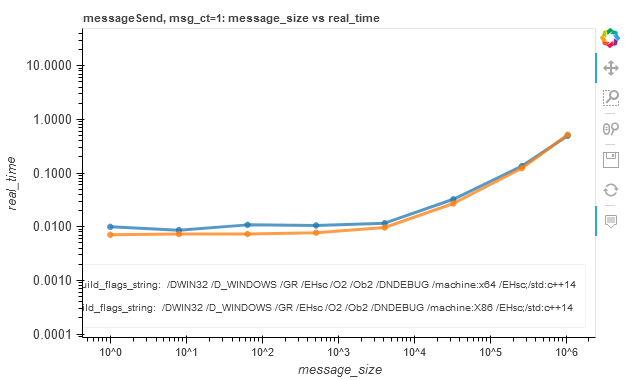 messageSend, msg_ct=1: message_size vs real_time
10.0000
1.0000
0.1000
0.0100
0.0010
0.0001
real_time
uild_flags_string: /DWIN32 /D_WINDOWS /GR /EHsc /O2 /Ob2 /DNDEBUG /machine:x64 /EHsc;/std:c++14
uild_flags_string: /DWIN32 /D_WINDOWS /GR /EHsc /O2 /Ob2 /DNDEBUG /machine:X86 /EHsc;/std:c++14
10^0 10^1 10^2 10^3 10^4 10^5 10^6
message_size